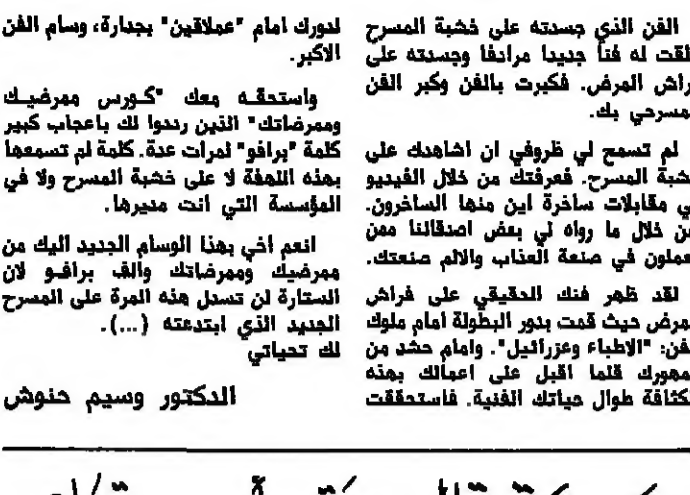 الفن الذي جسدته على خشبة المسرح
لقت له فناً جديدا مرادفا وجسدته على
راش المرض. فكبرت بالفن وكبر الفن
مسرحي بك.
لم تسمح لي ظروفي ان اشاهدك على
شبة المسرح. فعرفتك من خلال الفيديو
ي مقابلات ساخرة اين منها الساخرون.
من خلال ما رواه لي بعض اصدقائنا ممن
عملون في صنعة العذاب والالم صنعتك.
لقد ظهر فنك الحقيقي على فراش
مرض حيث قمت بدور البطولة امام ملوك
فن: "الاطباء وعزرائيل". وامام حشد من
مهورك قلما اقبل على اعمالك بهذه
كثافة طوال حياتك الفنية. فاستحققت
لدورك امام "عملاقين" بجدارة، وسام الفن
الاكبر.
واستحقه معك "كورس ممرضيك
وممرضاتك" الذين رددوا لك باعجاب كبير
كلمة "برافو" لمرات عدة. كلمة لم تسمعها
بهذه اللهفة لا على خشبة المسرح ولا في
المؤسسة التي انت مديرها.
انعم اخي بهذا الوسام الجديد اليك من
ممرضيك وممرضاتك والف برافو لان
الستارة لن تسدل هذه المرة على المسرح
الجديد الذي ابتدعته (...).
لك تحياتي
الدكتور وسيم حنوش